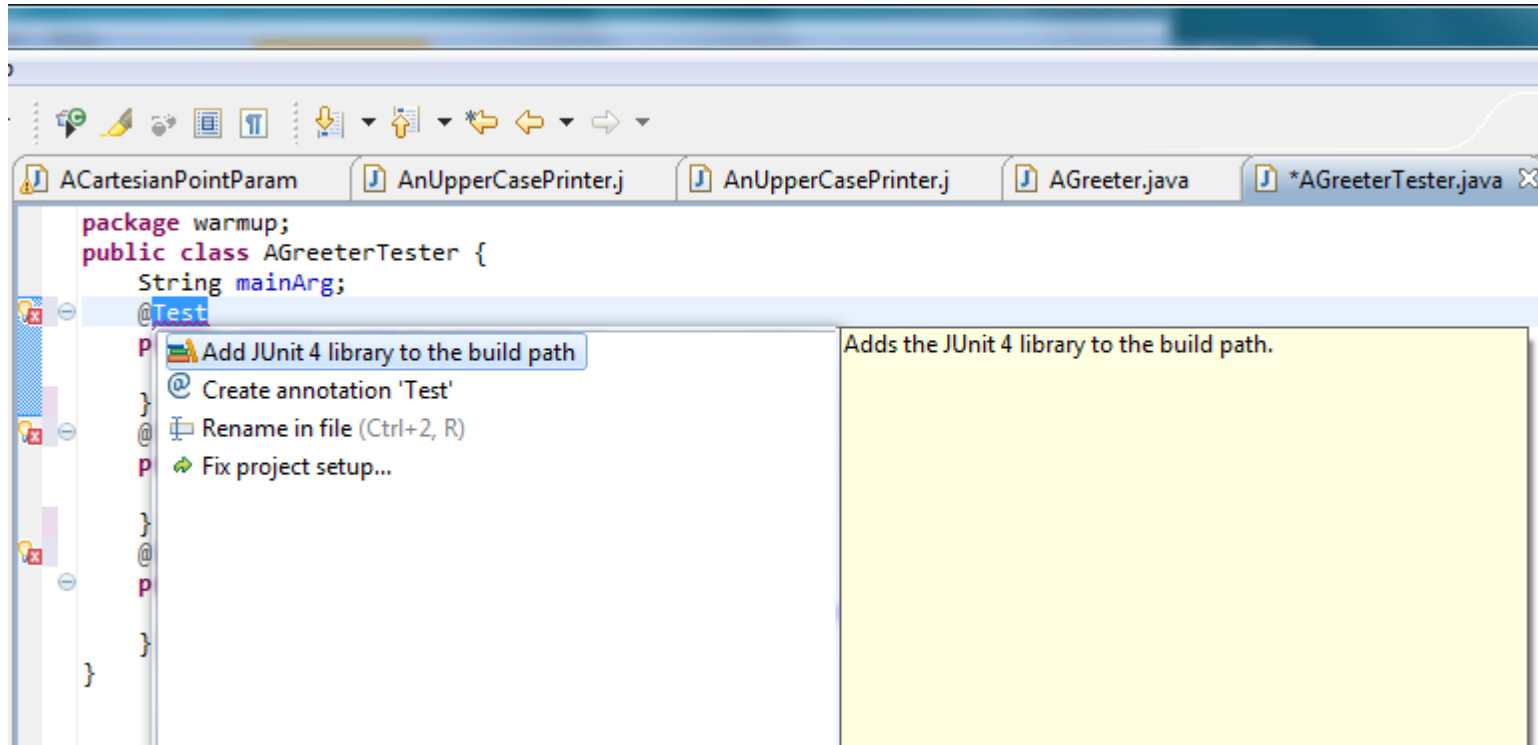 ACartesianPointParam
AnUpperCasePrinter.j
AnUpperCasePrinter.j
AGreeter.java
*AGreeterTester.java
package warmup;
public class AGreeterTester {
String mainArg;
@Test
p
}
@
p
}
@
p
}
}
Add JUnit 4 library to the build path
Create annotation 'Test'
Rename in file (Ctrl+2, R)
Fix project setup...
Adds the JUnit 4 library to the build path.